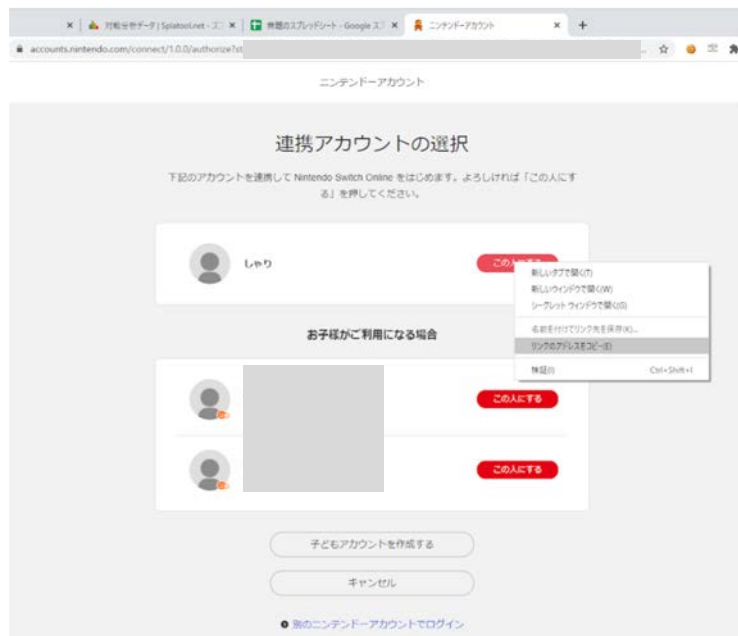 対戦分析データ | Splatool.net - ス
無題のスプレッドシート - Google ス
ニンテンドーアカウント
accounts.nintendo.com/connect/1.0.0/authorize?st
ニンテンドーアカウント
連携アカウントの選択
下記のアカウントを連携して Nintendo Switch Online をはじめます。よろしければ「この人にす
る」を押してください。
しゃり
この人にする
新しいタブで開く(T)
新しいウィンドウで開く(W)
シークレット ウィンドウで開く(G)
名前を付けてリンク先を保存(K)...
リンクのアドレスをコピー(E)
検証(I) Ctrl+Shift+I
お子様がご利用になる場合
この人にする
この人にする
子どもアカウントを作成する
キャンセル
別のニンテンドーアカウントでログイン